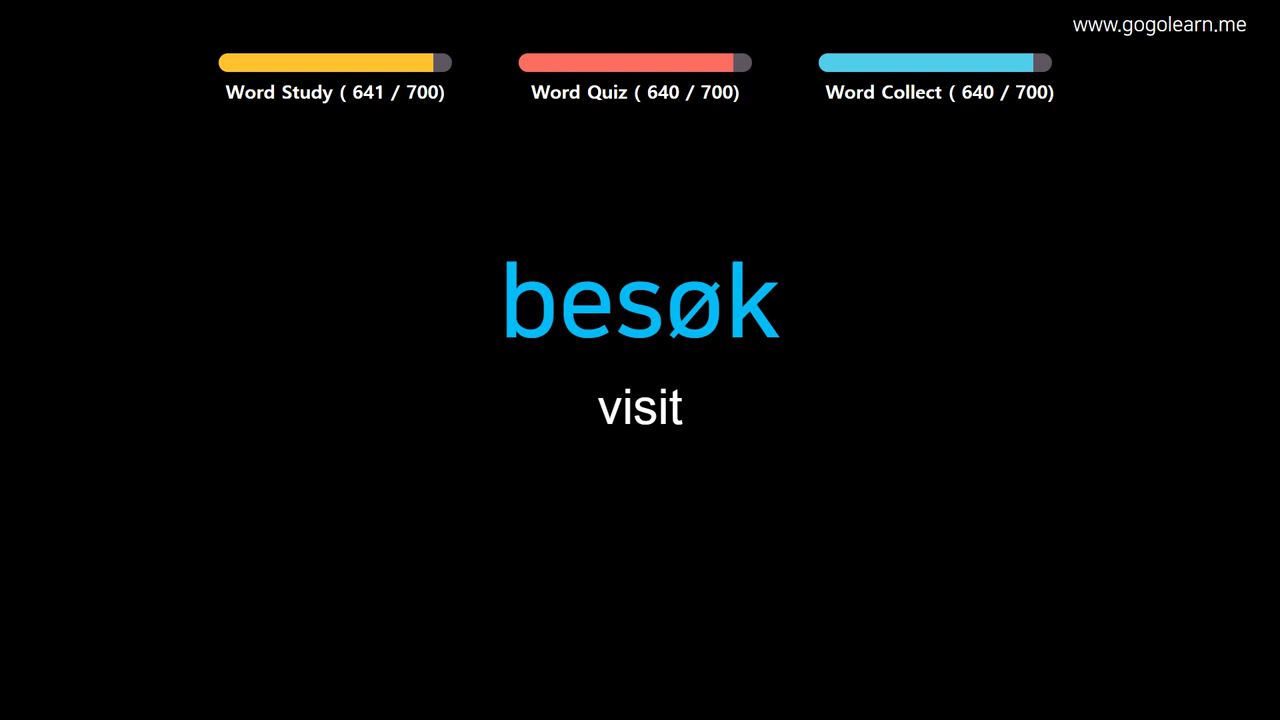 www.gogolearn.me
Word Study ( 641 / 700)
Word Quiz ( 640 / 700)
Word Collect ( 640 / 700)
besøk
visit